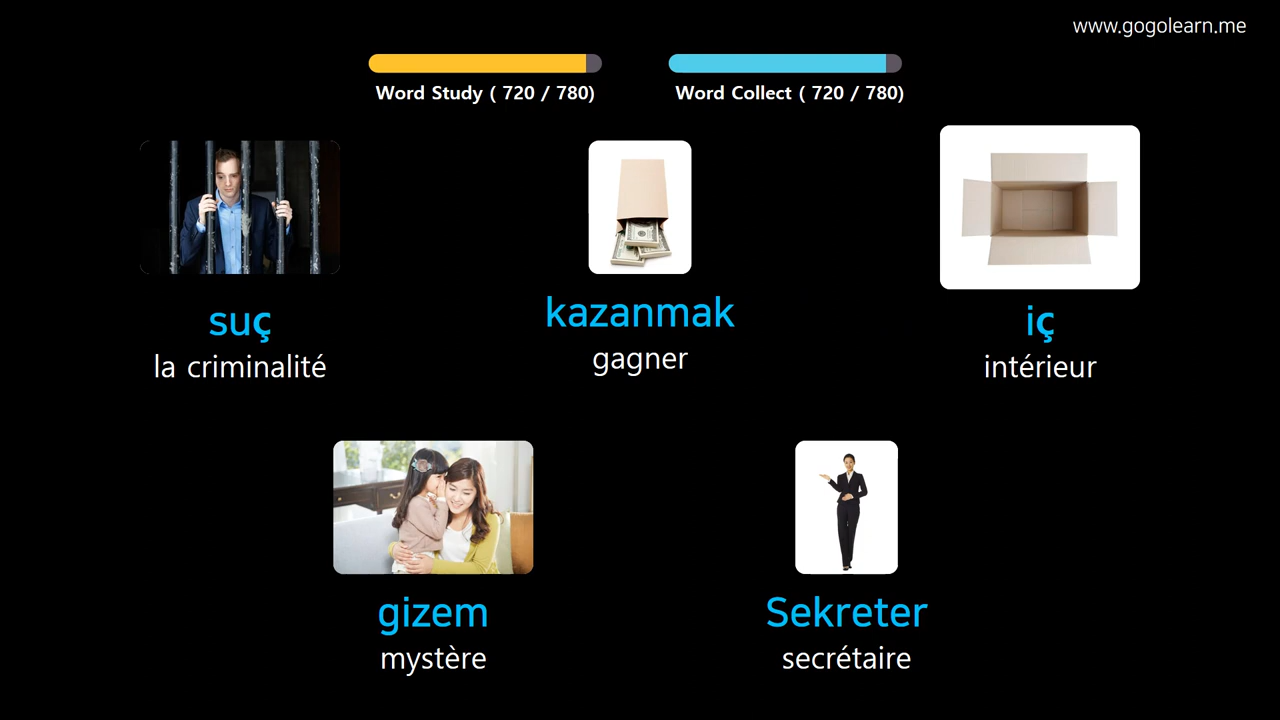 www.gogolearn.me
Word Study ( 720 / 780)
Word Collect ( 720 / 780)
suç
la criminalité
kazanmak
gagner
iç
intérieur
gizem
mystère
Sekreter
secrétaire